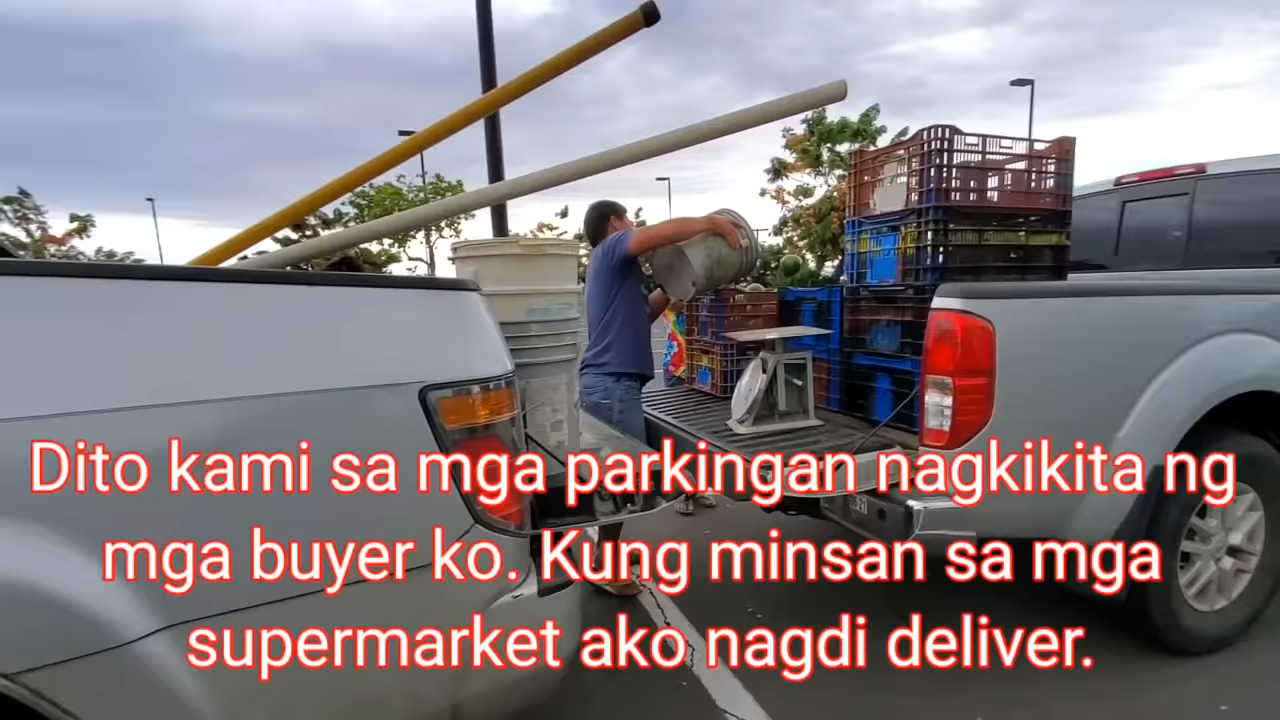 Dito kami sa mga parkingan nagkikita ng
mga buyer ko. Kung minsan sa mga
supermarket ako nagdi deliver.